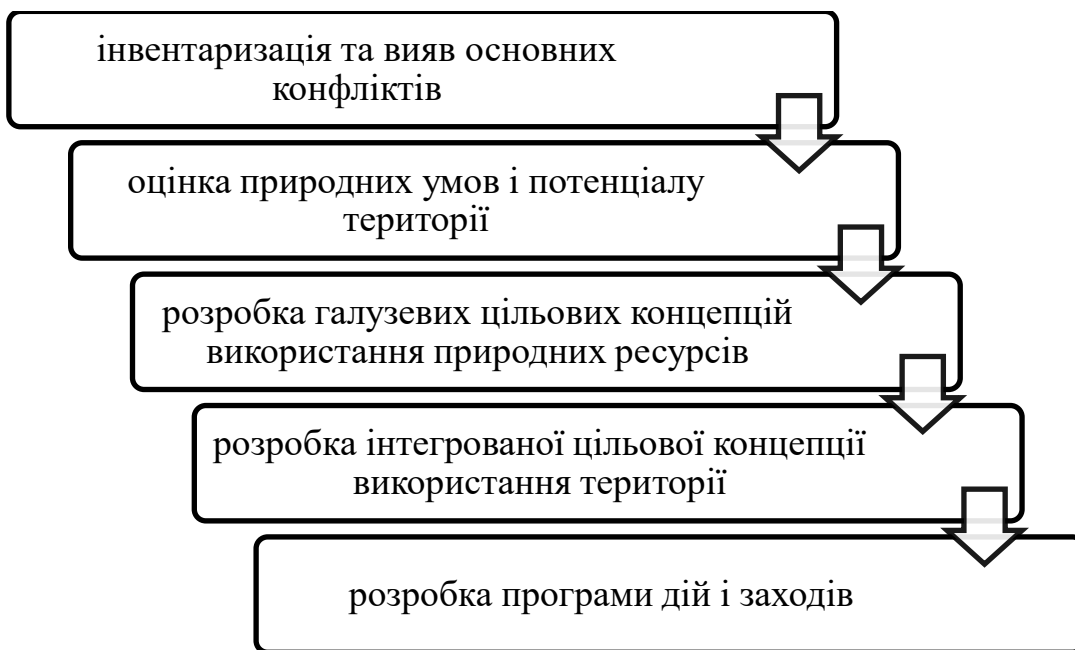 інвентаризація та вияв основних
конфліктів
оцінка природних умов і потенціалу
території
розробка галузевих цільових концепцій
використання природних ресурсів
розробка інтегрованої цільової концепції
використання території
розробка програми дій і заходів